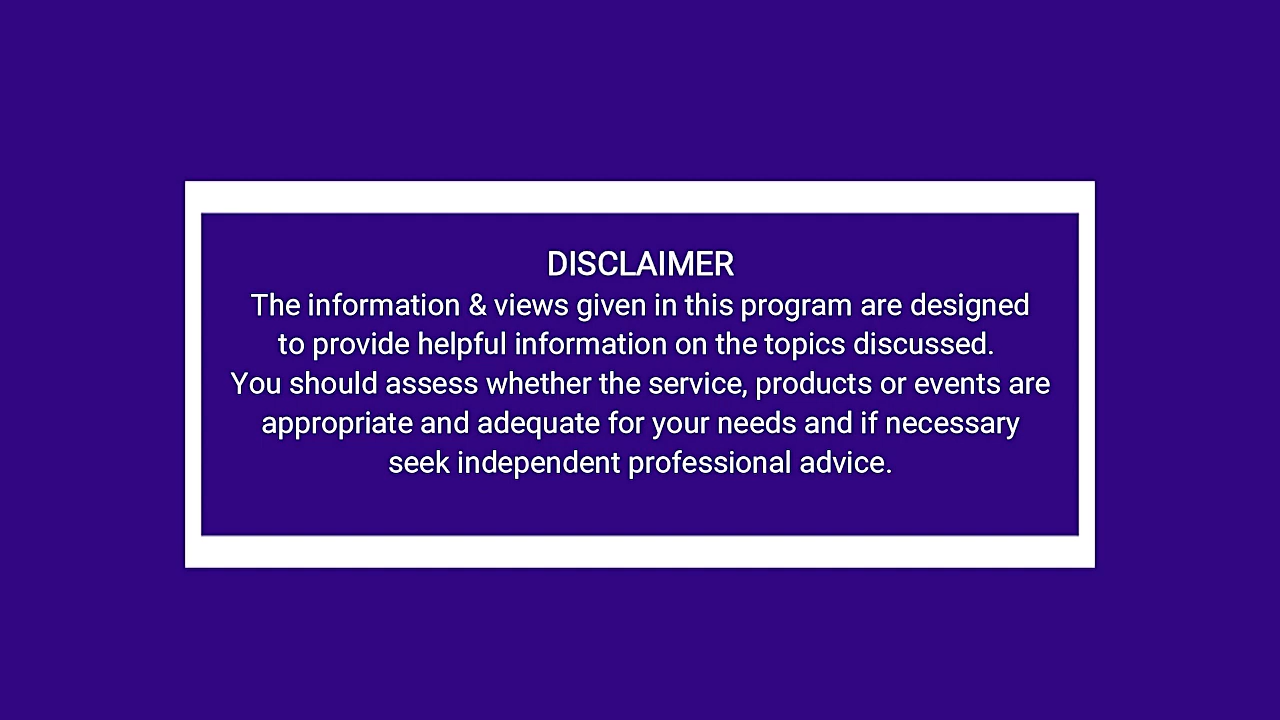 DISCLAIMER
The information & views given in this program are designed
to provide helpful information on the topics discussed.
You should assess whether the service, products or events are
appropriate and adequate for your needs and if necessary
seek independent professional advice.